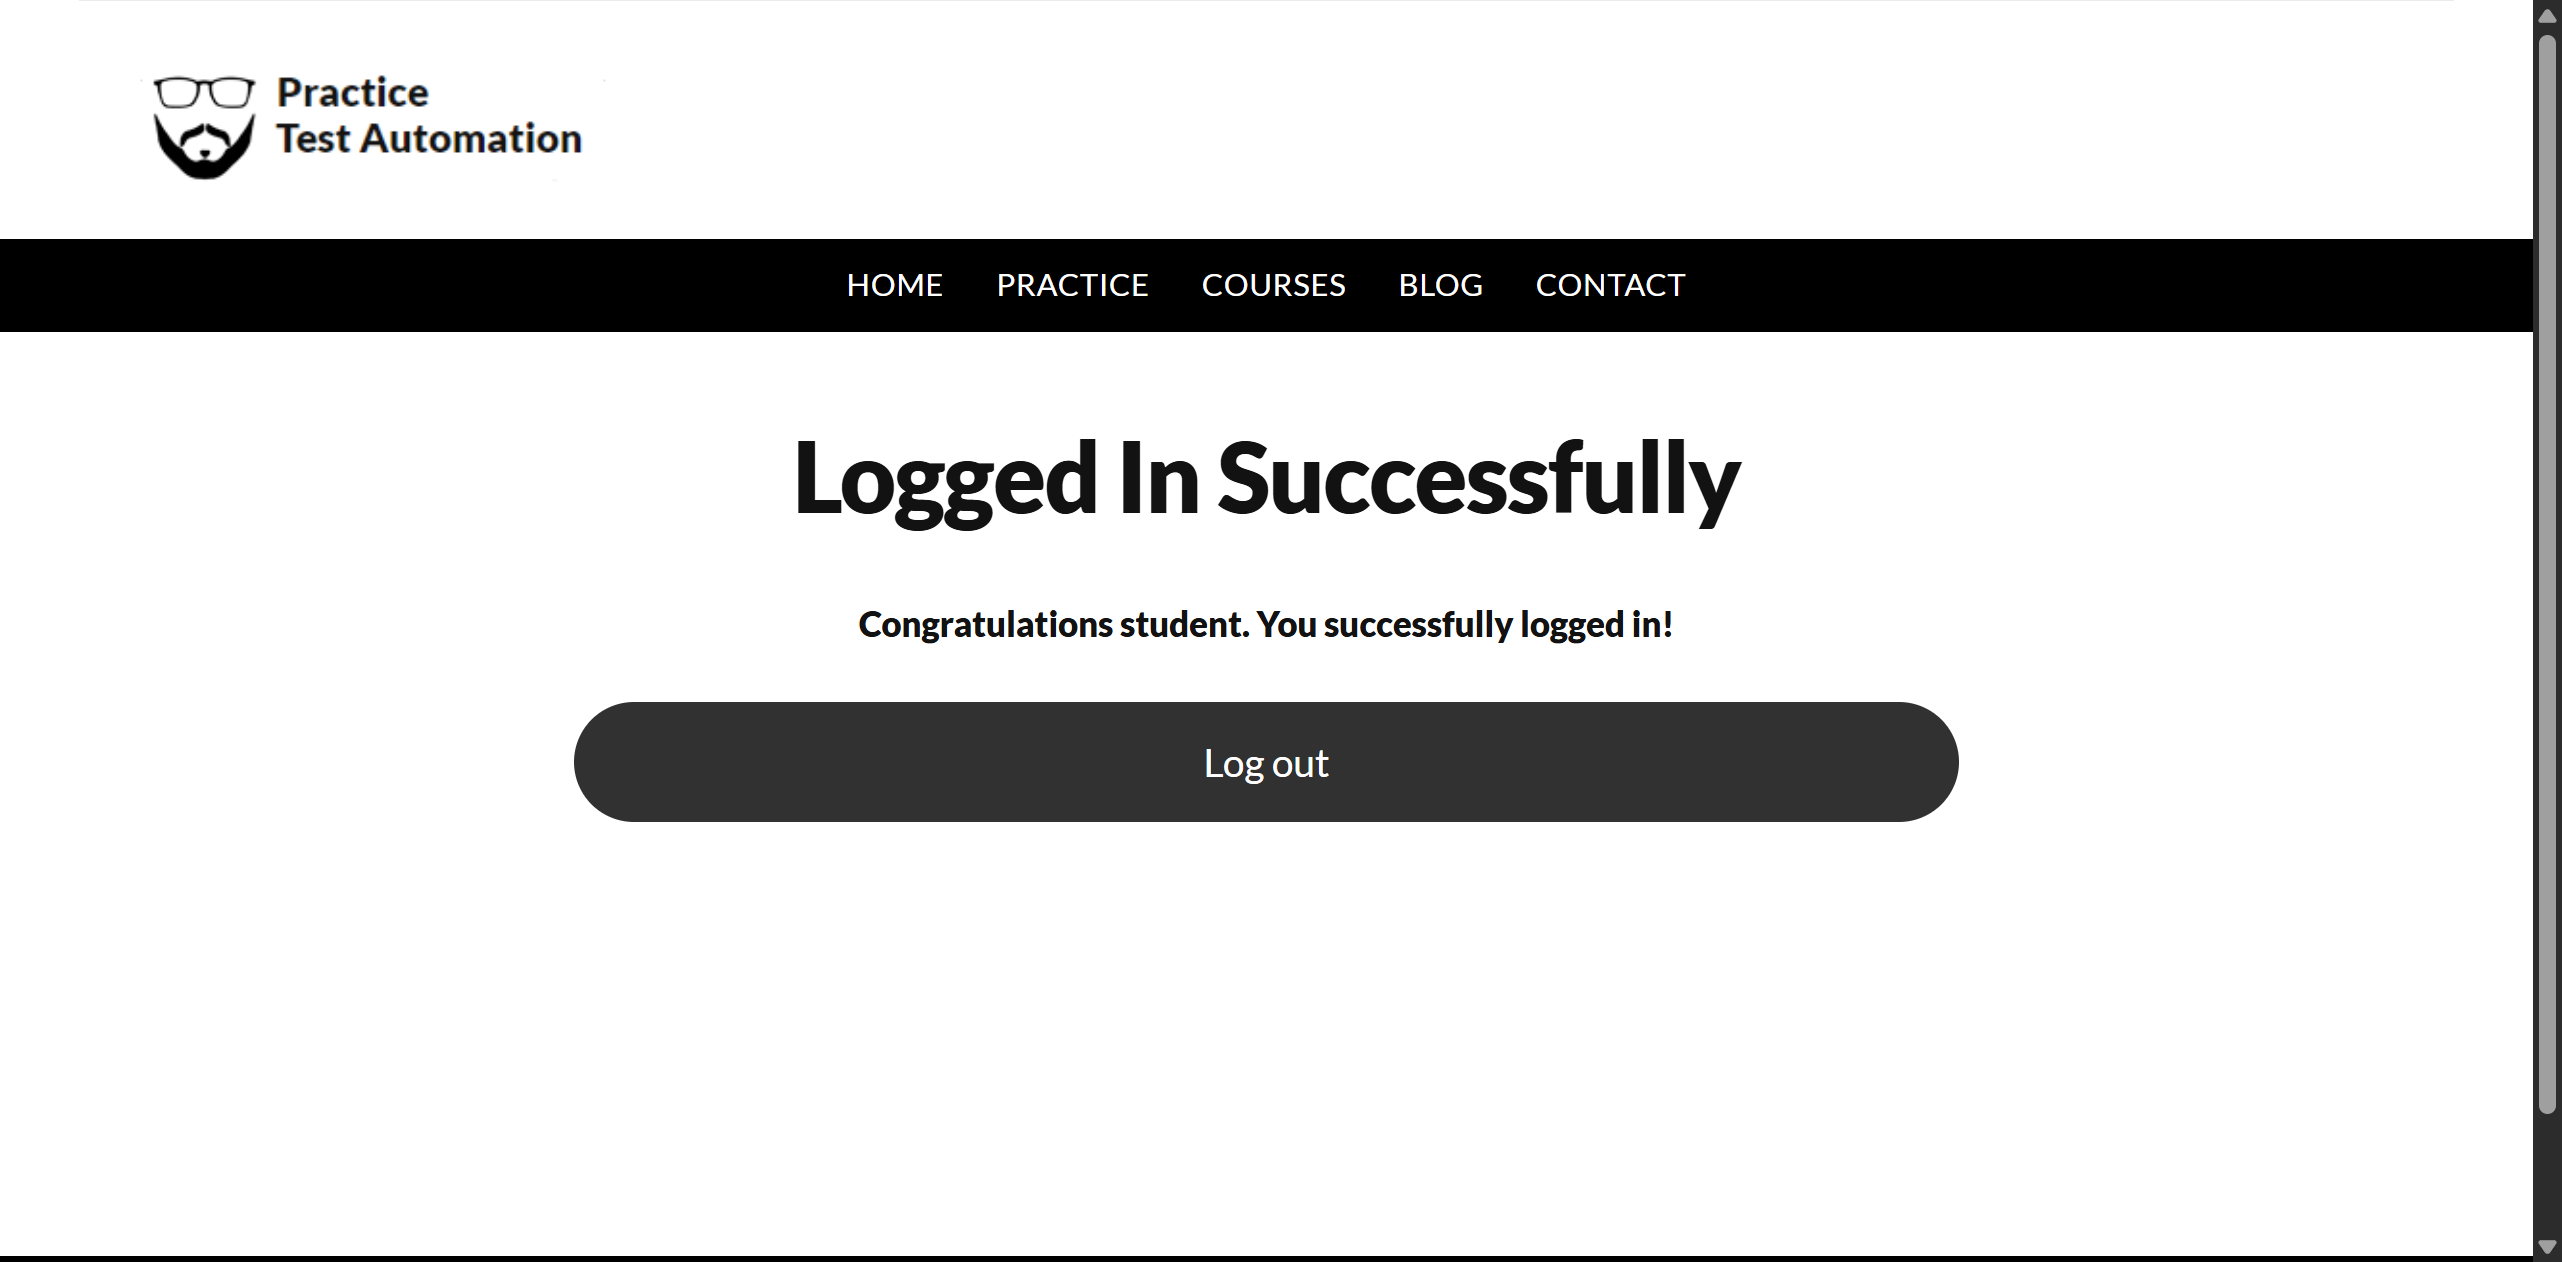 Practice
Test Automation
HOME PRACTICE COURSES BLOG CONTACT
Logged In Successfully
Congratulations student. You successfully logged in!
Log out